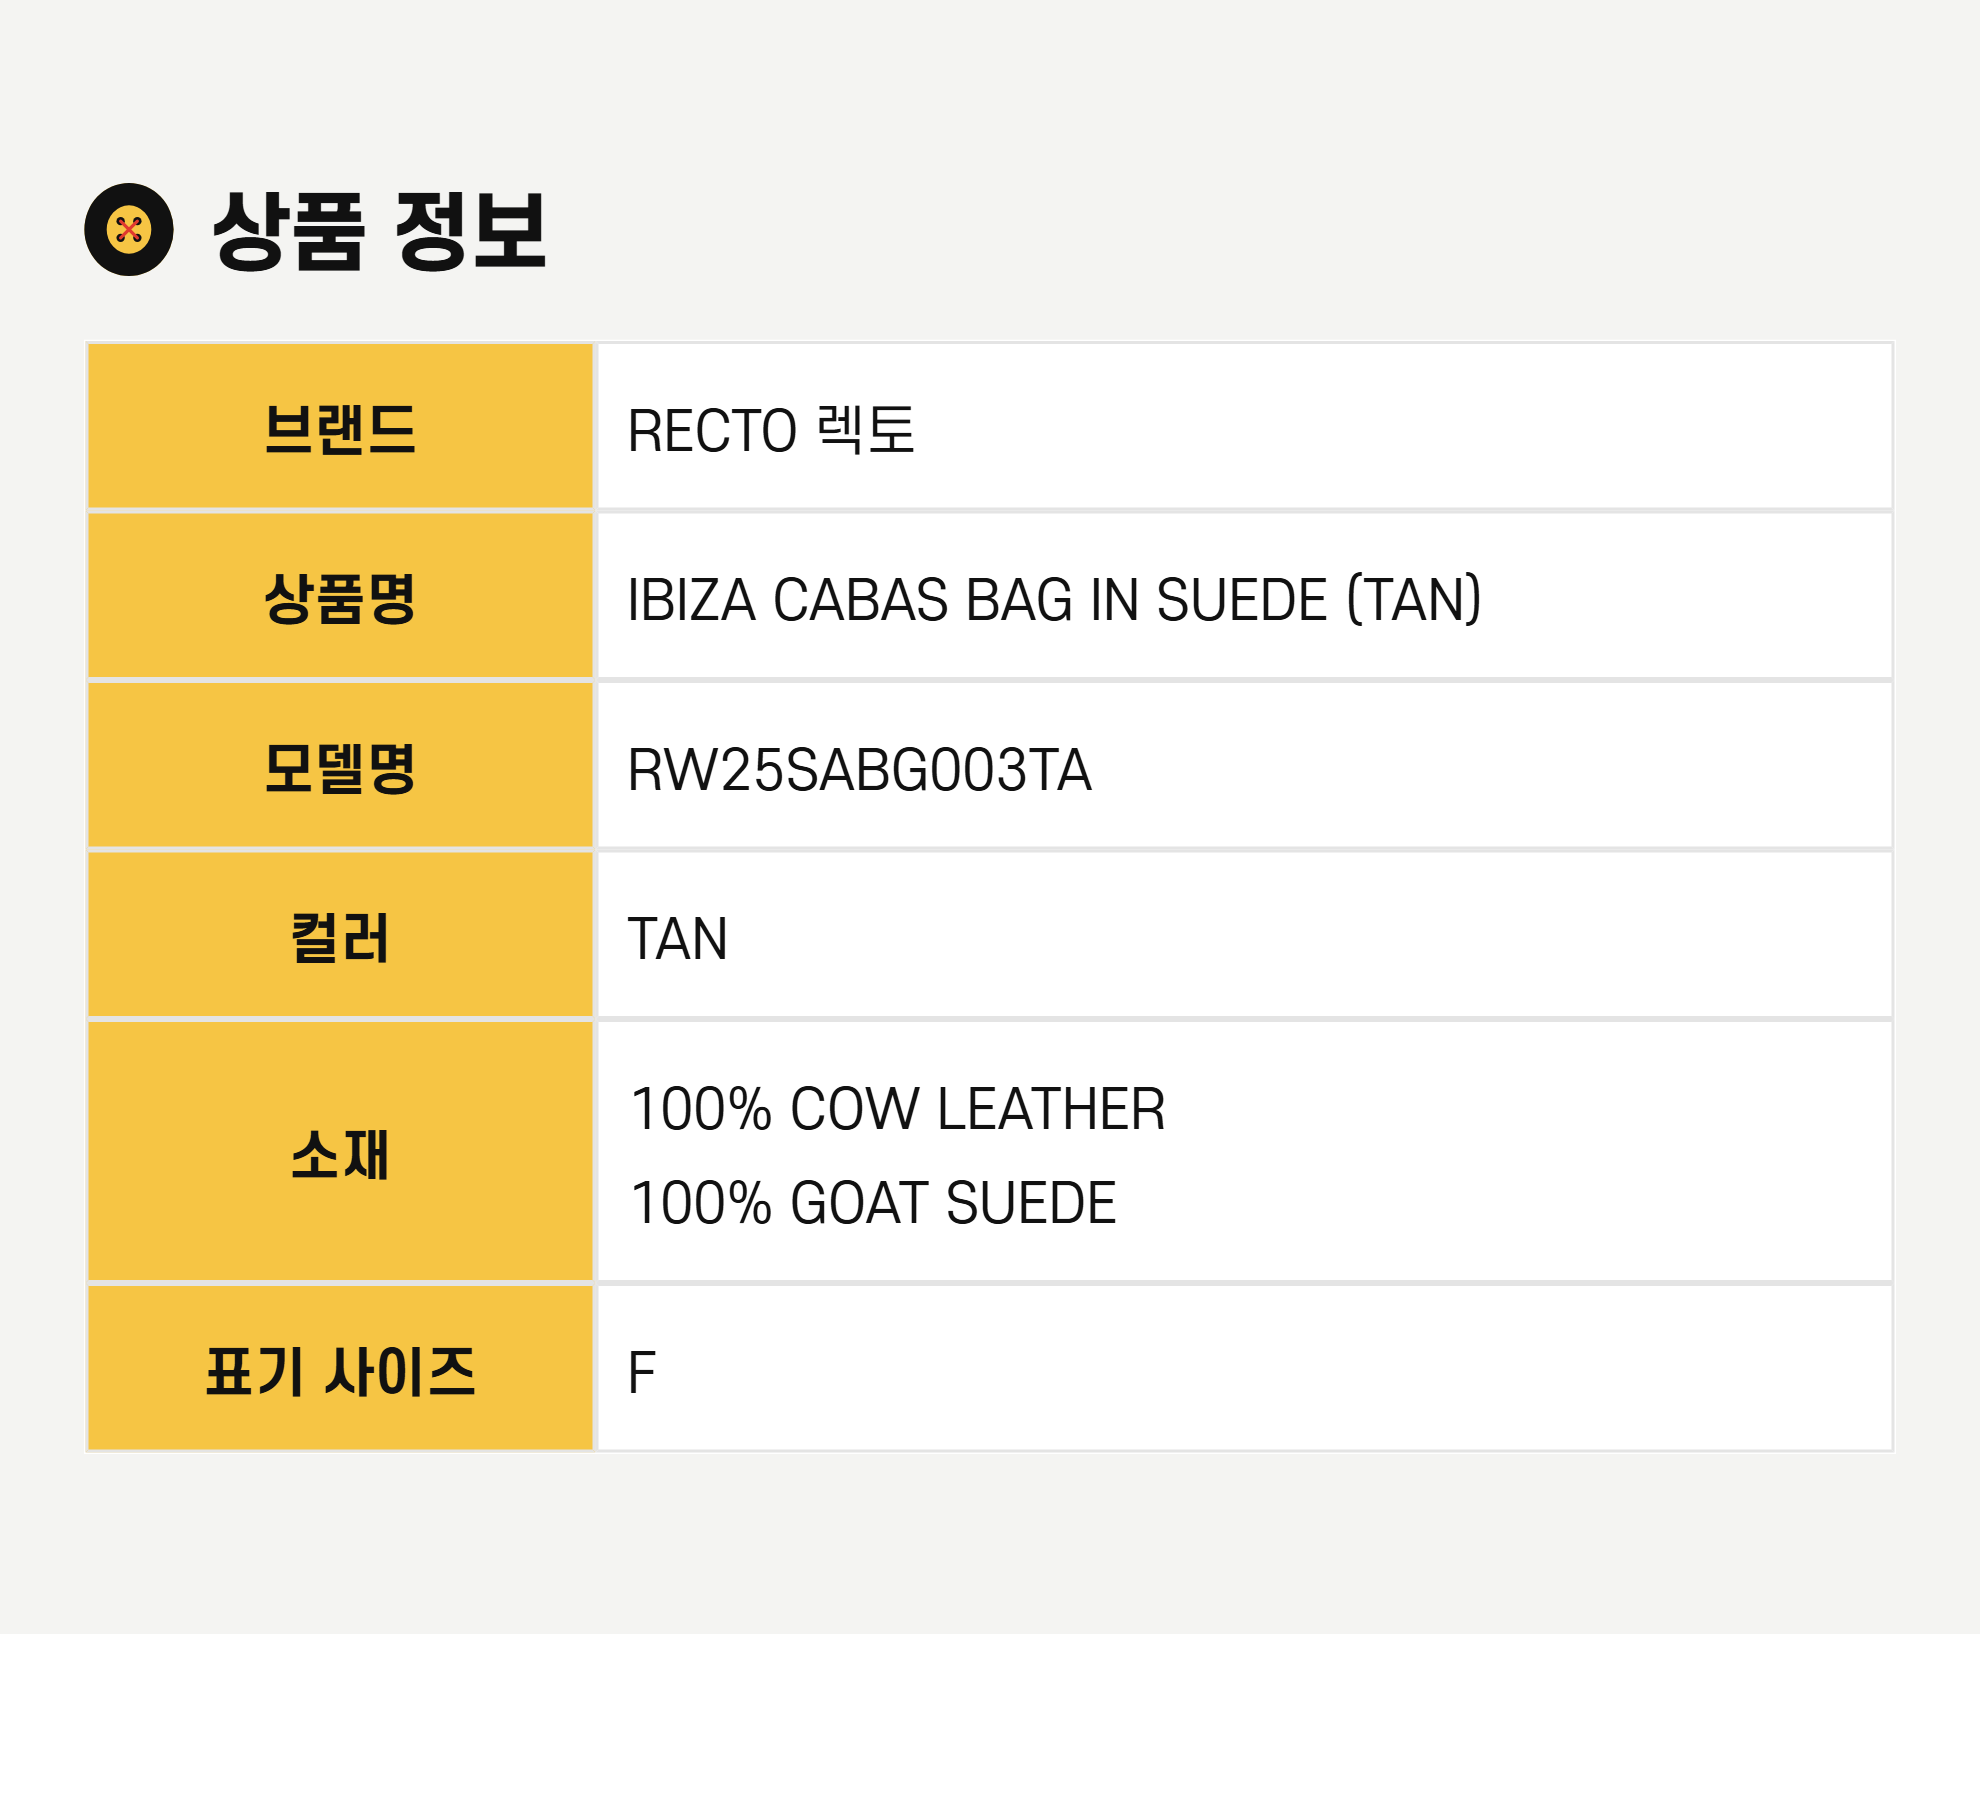 상품 정보
브랜드 RECTO 렉토
상품명 IBIZA CABAS BAG IN SUEDE (TAN)
모델명 RW25SABG003TA
컬러 TAN
소재 100% COW LEATHER
100% GOAT SUEDE
표기 사이즈 F